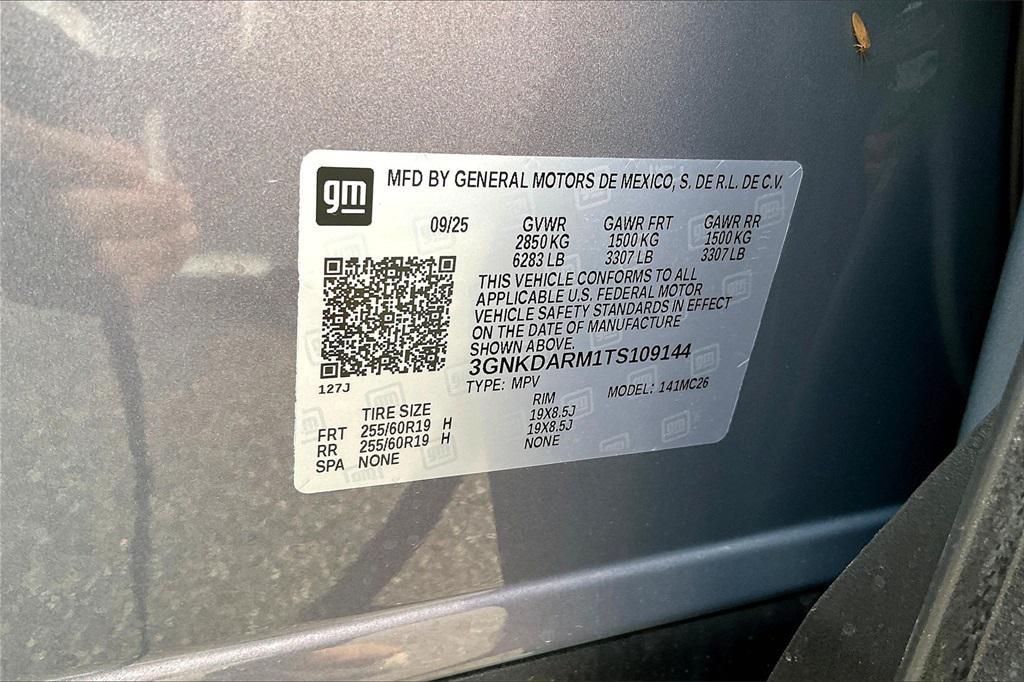 gm
MFD BY GENERAL MOTORS DE MEXICO, S. DE R.L. DE C.V.
09/25 GVWR GAWR FRT GAWR RR
2850 KG 1500 KG 1500 KG
6283 LB 3307 LB 3307 LB
THIS VEHICLE CONFORMS TO ALL
APPLICABLE U.S. FEDERAL MOTOR
VEHICLE SAFETY STANDARDS IN EFFECT
ON THE DATE OF MANUFACTURE
SHOWN ABOVE.
3GNKDARM1TS109144
127J
TYPE: MPV MODEL: 141MC26
TIRE SIZE RIM
FRT 255/60R19 H 19X8.5J
RR 255/60R19 H 19X8.5J
SPA NONE NONE